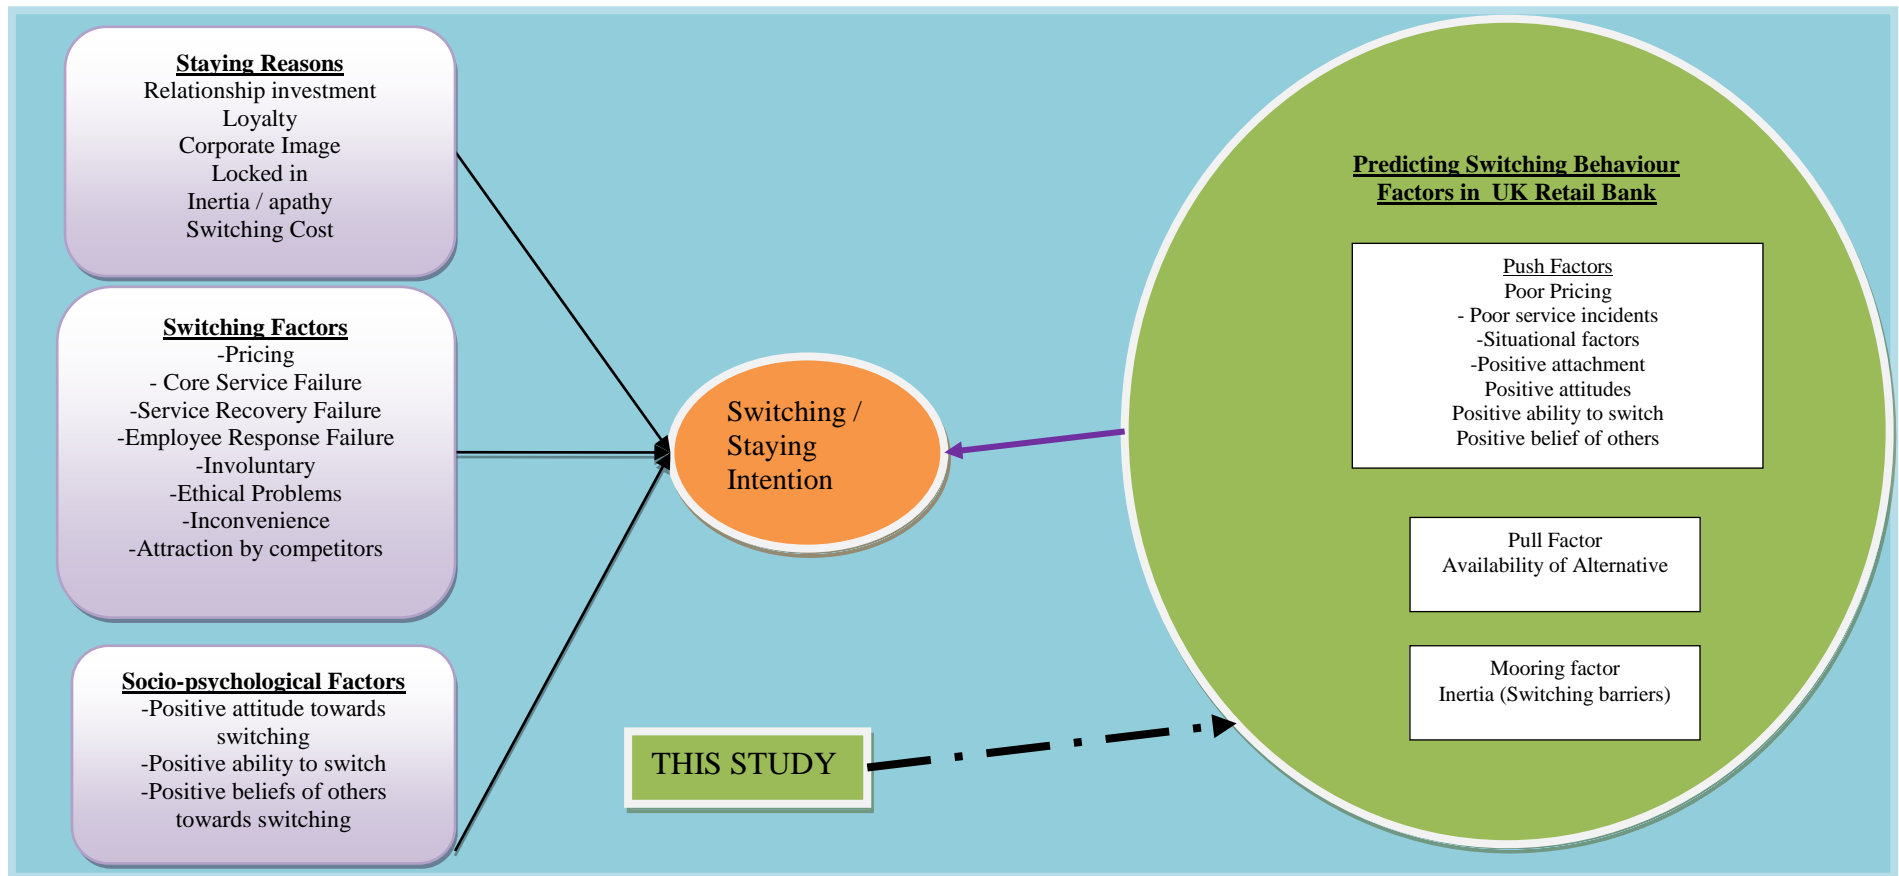 Staying Reasons
Relationship investment
Loyalty
Corporate Image
Locked in
Inertia / apathy
Switching Cost
Switching Factors
-Pricing
- Core Service Failure
-Service Recovery Failure
-Employee Response Failure
-Involuntary
-Ethical Problems
-Inconvenience
-Attraction by competitors
Socio-psychological Factors
-Positive attitude towards
switching
-Positive ability to switch
-Positive beliefs of others
towards switching
Switching /
Staying
Intention
THIS STUDY
Predicting Switching Behaviour
Factors in  UK Retail Bank
Push Factors
Poor Pricing
- Poor service incidents
-Situational factors
-Positive attachment
Positive attitudes
Positive ability to switch
Positive belief of others
Pull Factor
Availability of Alternative
Mooring factor
Inertia (Switching barriers)